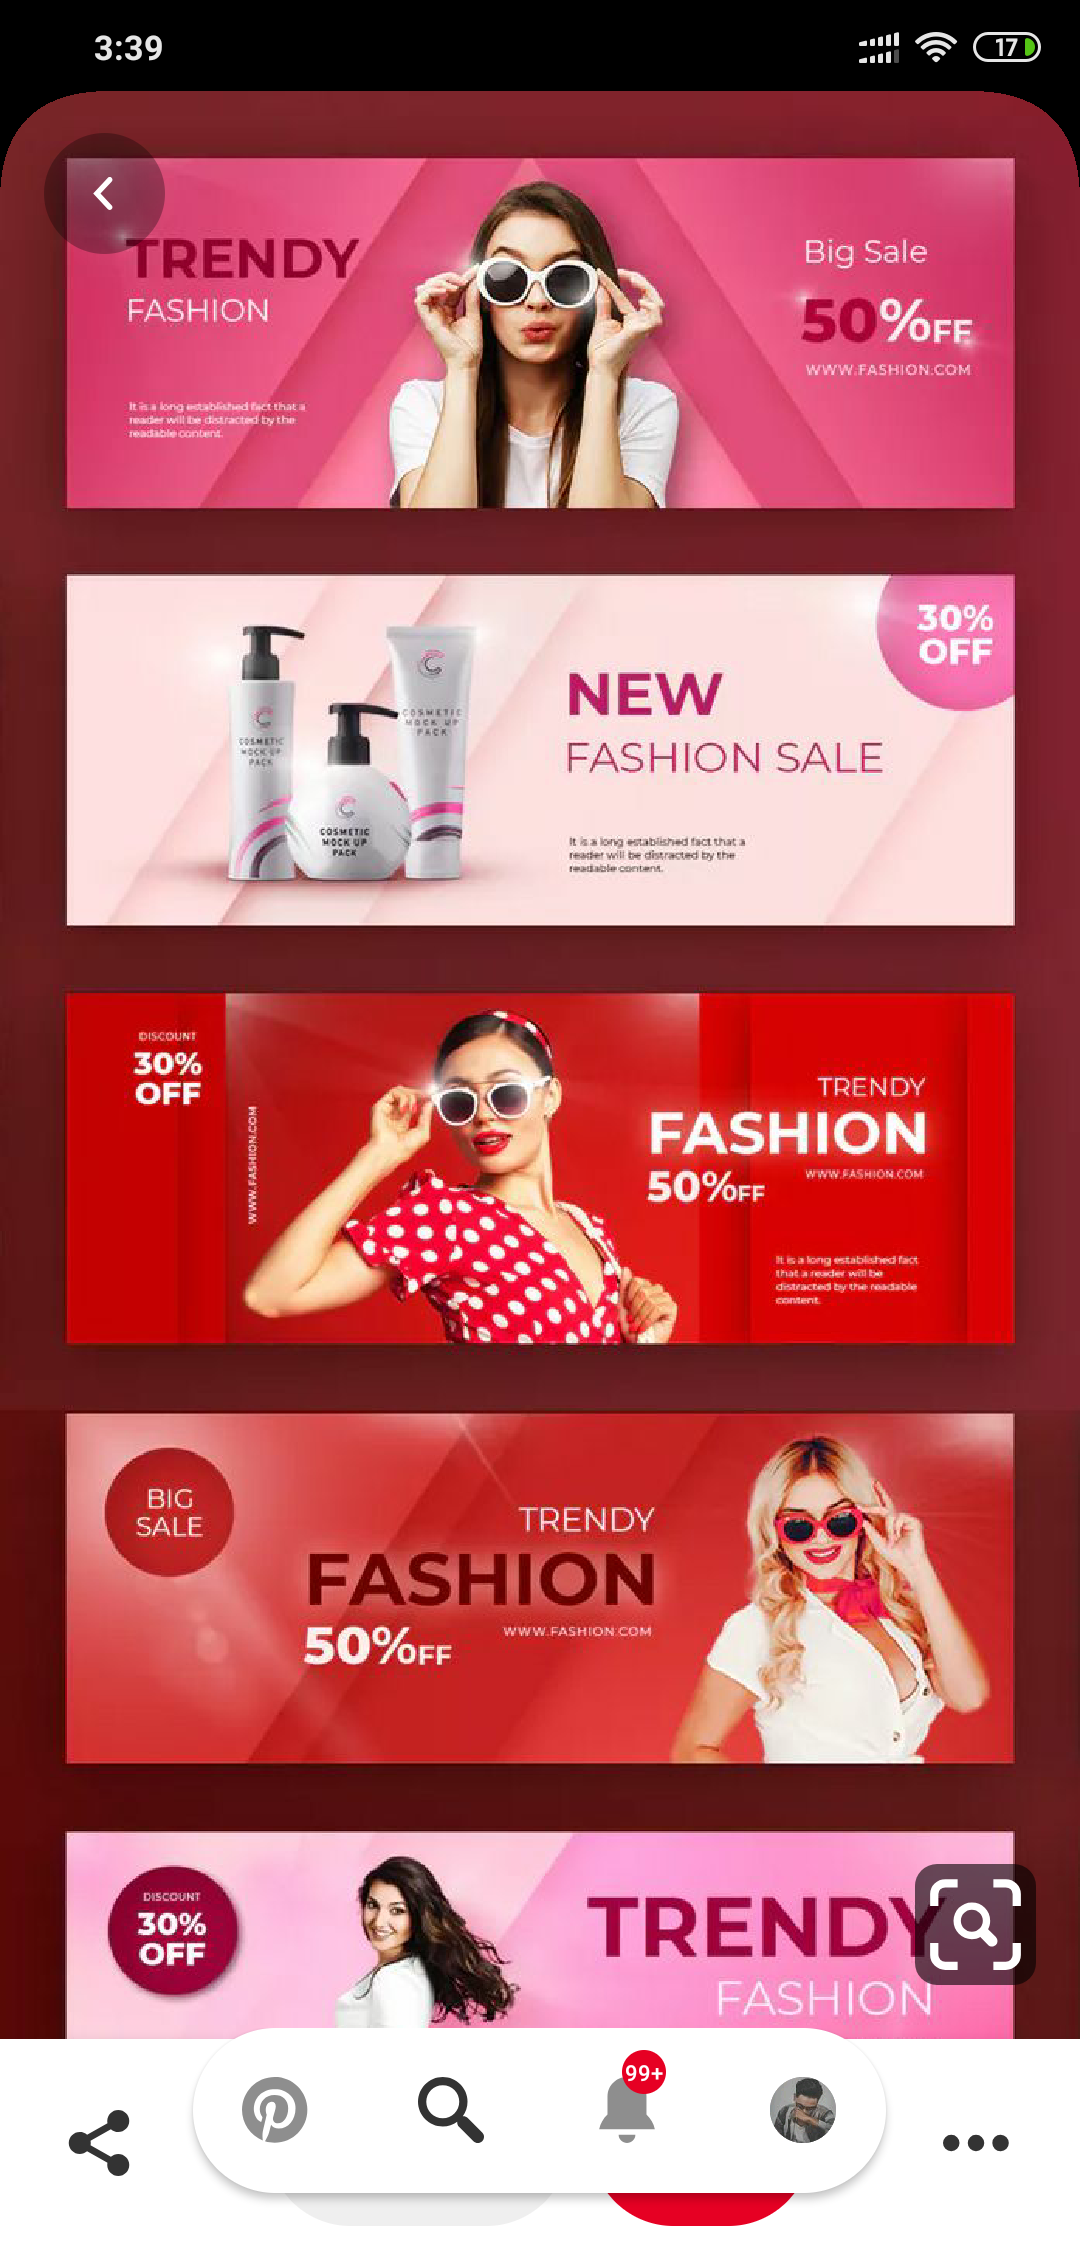 3:39
17
TRENDY
FASHION
It is a long established fact that a
reader will be distracted by the
readable content.
Big Sale
50%FF
WWW.FASHION.COM
COSMETIC
MOCK UP
PACK
COSMETIC
MOCK UP
PACK
COSMETIC
MOCK UP
PACK
30%
OFF
NEW
FASHION SALE
It is a long established fact that a
reader will be distracted by the
readable content.
DISCOUNT
30%
OFF
WWW.FASHION.COM
TRENDY
FASHION
50%FF
WWW.FASHION.COM
It is a long established fact
that a reader will be
distracted by the readable
content.
BIG
SALE
TRENDY
FASHION
50%FF
WWW.FASHION.COM
DISCOUNT
30%
OFF
TRENDY
FASHION
99+